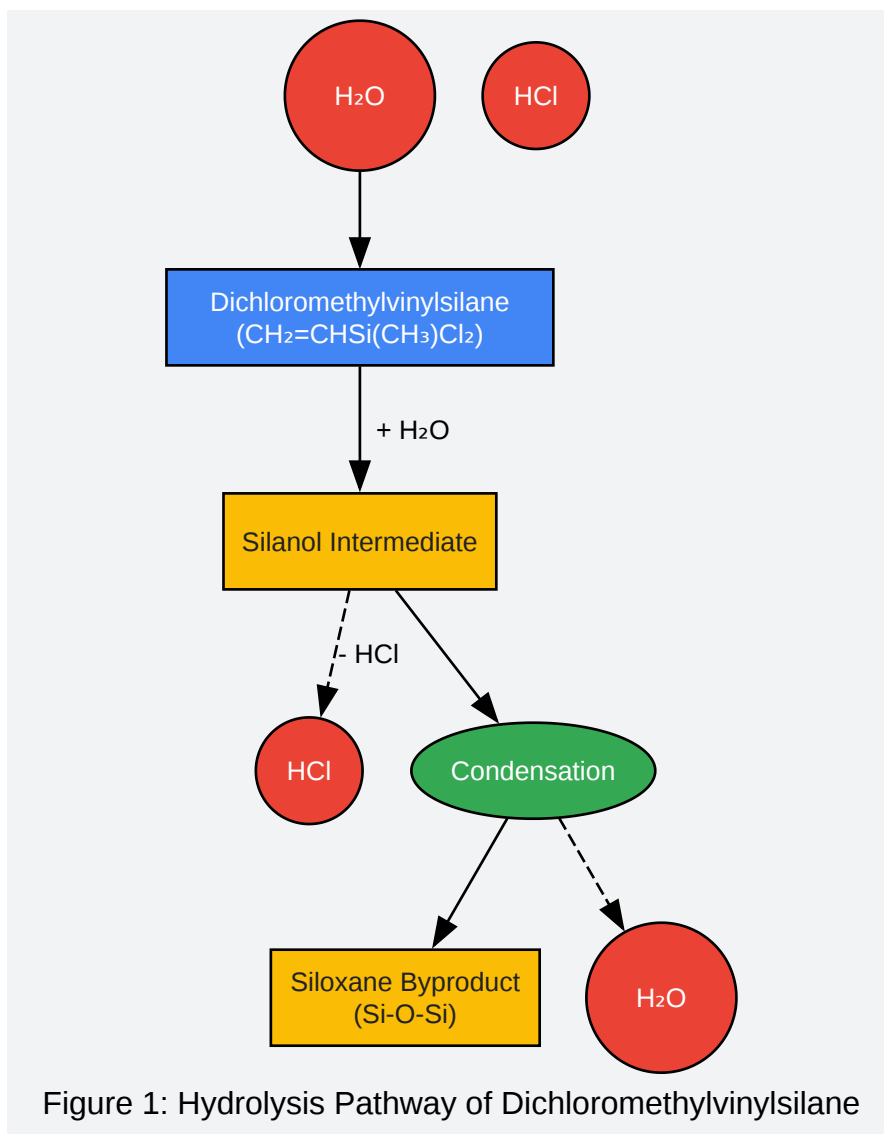 H₂O
HCl
Dichloromethylvinylsilane
(CH₂=CHSi(CH₃)Cl₂)
+ H₂O
Silanol Intermediate
- HCl
HCl
Condensation
Siloxane Byproduct
(Si-O-Si)
H₂O
Figure 1: Hydrolysis Pathway of Dichloromethylvinylsilane